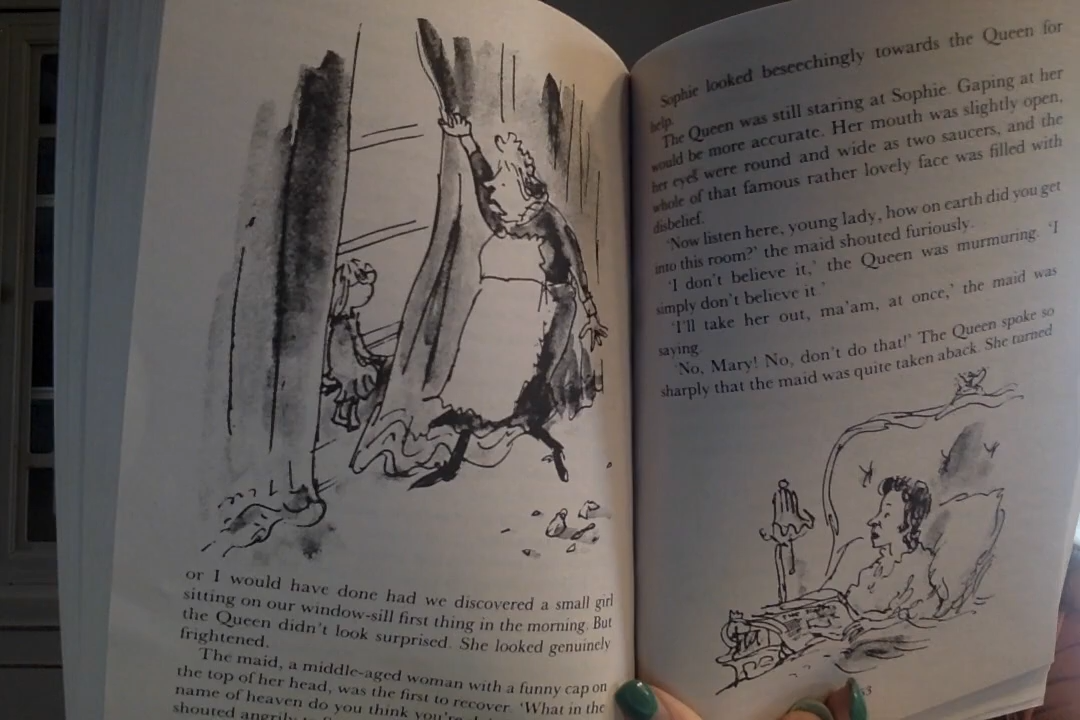 or I would have done had we discovered a small girl
sitting on our window-sill first thing in the morning. But
the Queen didn't look surprised. She looked genuinely
frightened.
The maid, a middle-aged woman with a funny cap on
the top of her head, was the first to recover. 'What in the
name of heaven do you think you're
shouted angrily to
Sophie looked beseechingly towards the Queen for
help.
The Queen was still staring at Sophie. Gaping at her
would be more accurate. Her mouth was slightly open,
her eyes were round and wide as two saucers, and the
whole of that famous rather lovely face was filled with
disbelief.
'Now listen here, young lady, how on earth did you get
into this room?' the maid shouted furiously.
'I don't believe it,' the Queen was murmuring. 'I
simply don't believe it.'
'I'll take her out, ma'am, at once,' the maid was
saying.
'No, Mary! No, don't do that!' The Queen spoke so
sharply that the maid was quite taken aback. She turned
3